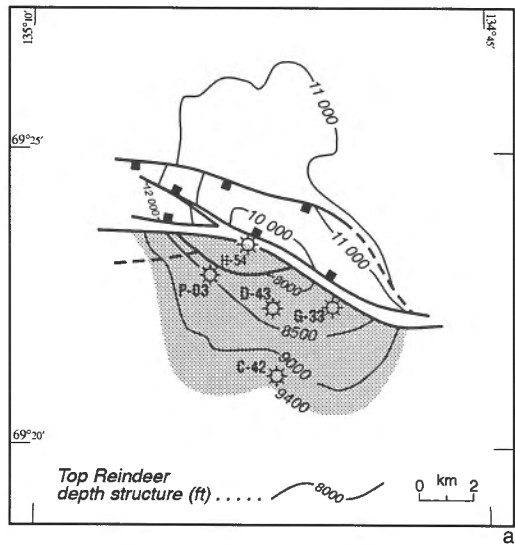 135°10'
134°45'
11 000
69°25'
12 000
10 000
11 000
H-54
8000
P-03
D-43
G-33
8500
9000
C-42
9400
69°20'
Top Reindeer
depth structure (ft) ..... 8000
km
0 2
a